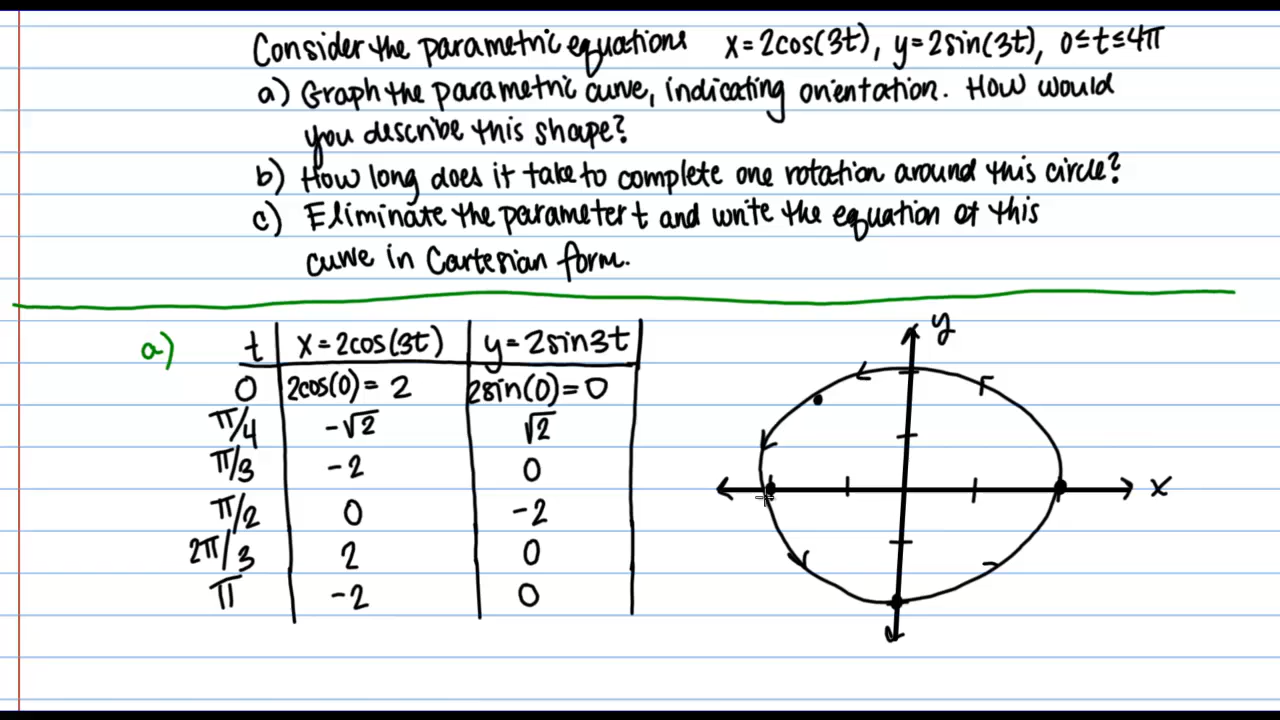 Consider the parametric equations x=2cos(3t), y=2sin(3t), 0≤t≤4π
a) Graph the parametric curve, indicating orientation. How would
you describe this shape?
b) How long does it take to complete one rotation around this circle?
c) Eliminate the parameter t and write the equation of this
curve in Cartesian form.
a) t x=2cos(3t) y=2sin3t
0 2cos(0)=2 2sin(0)=0
π/4 -√2 √2
π/3 -2 0
π/2 0 -2
2π/3 2 0
π -2 0
y
x